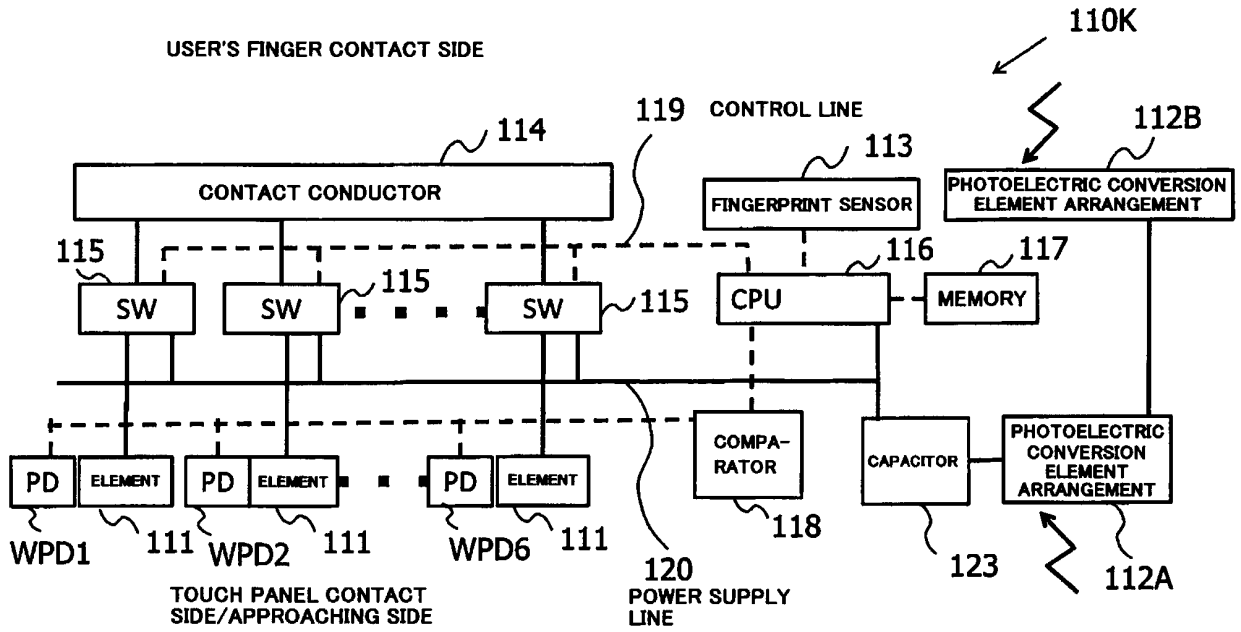 110K
USER'S FINGER CONTACT SIDE
119 CONTROL LINE
114
113
112B
CONTACT CONDUCTOR
FINGERPRINT SENSOR
PHOTOELECTRIC CONVERSION
ELEMENT ARRANGEMENT
115
115
115
116
117
SW
SW
SW
CPU
MEMORY
COMPA-
RATOR
CAPACITOR
PHOTOELECTRIC
CONVERSION
ELEMENT
ARRANGEMENT
PD
ELEMENT
PD
ELEMENT
PD
ELEMENT
WPD1
111
WPD2
111
WPD6
111
118
123
112A
120
POWER SUPPLY
LINE
TOUCH PANEL CONTACT
SIDE/APPROACHING SIDE